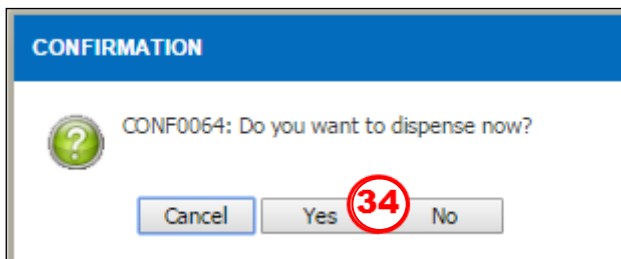 CONFIRMATION
CONF0064: Do you want to dispense now?
Cancel Yes 34 No